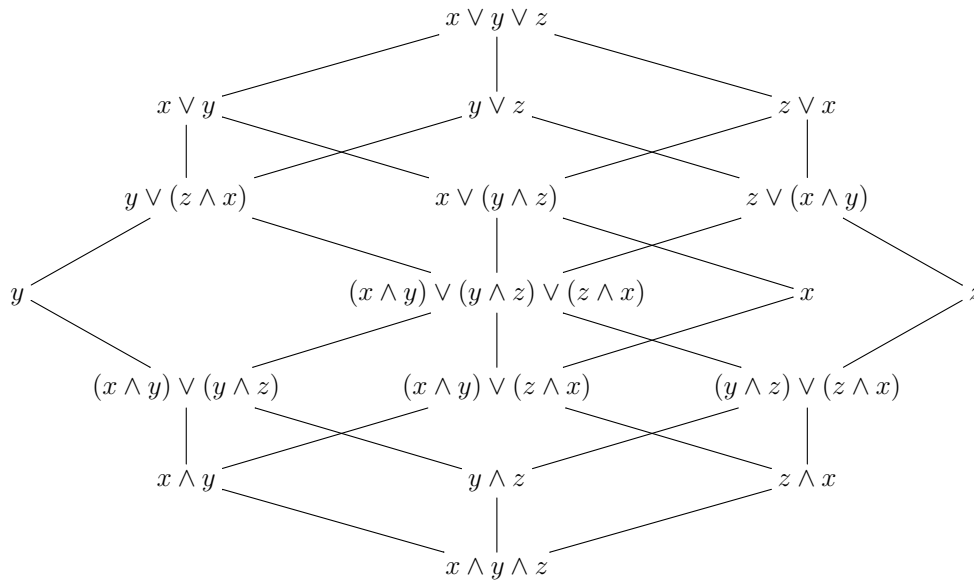 x ∨ y ∨ z
x ∨ y y ∨ z z ∨ x
y ∨ (z ∧ x) x ∨ (y ∧ z) z ∨ (x ∧ y)
y (x ∧ y) ∨ (y ∧ z) ∨ (z ∧ x) x z
(x ∧ y) ∨ (y ∧ z) (x ∧ y) ∨ (z ∧ x) (y ∧ z) ∨ (z ∧ x)
x ∧ y y ∧ z z ∧ x
x ∧ y ∧ z